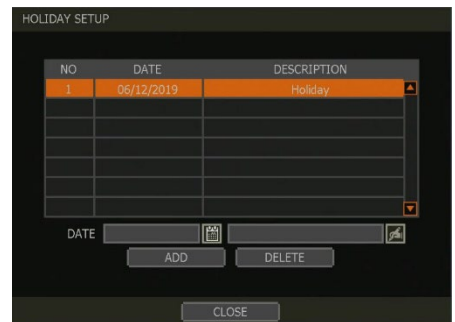 HOLIDAY SETUP
NO DATE DESCRIPTION
1 06/12/2019 Holiday
DATE
ADD DELETE
CLOSE